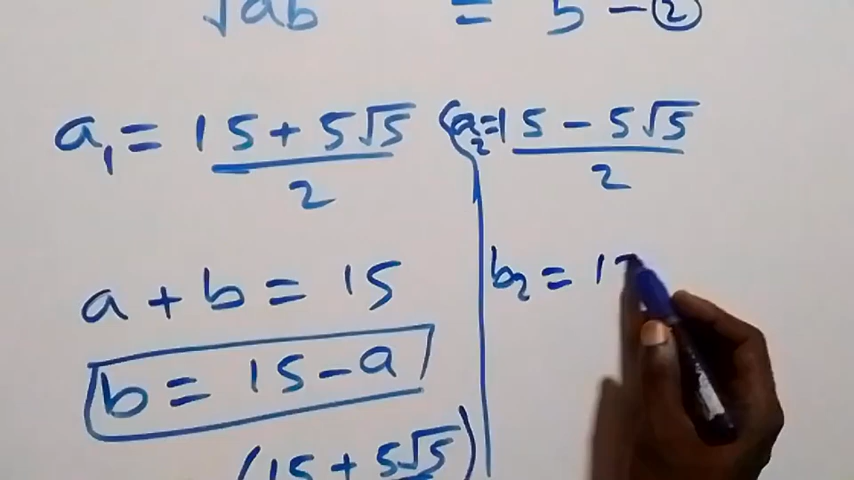 √ab = 5 - ②
a₁ = 15 + 5√5 / 2
a₂ = 15 - 5√5 / 2
a + b = 15
b = 15 - a
(15 + 5√5)
b₂ = 1